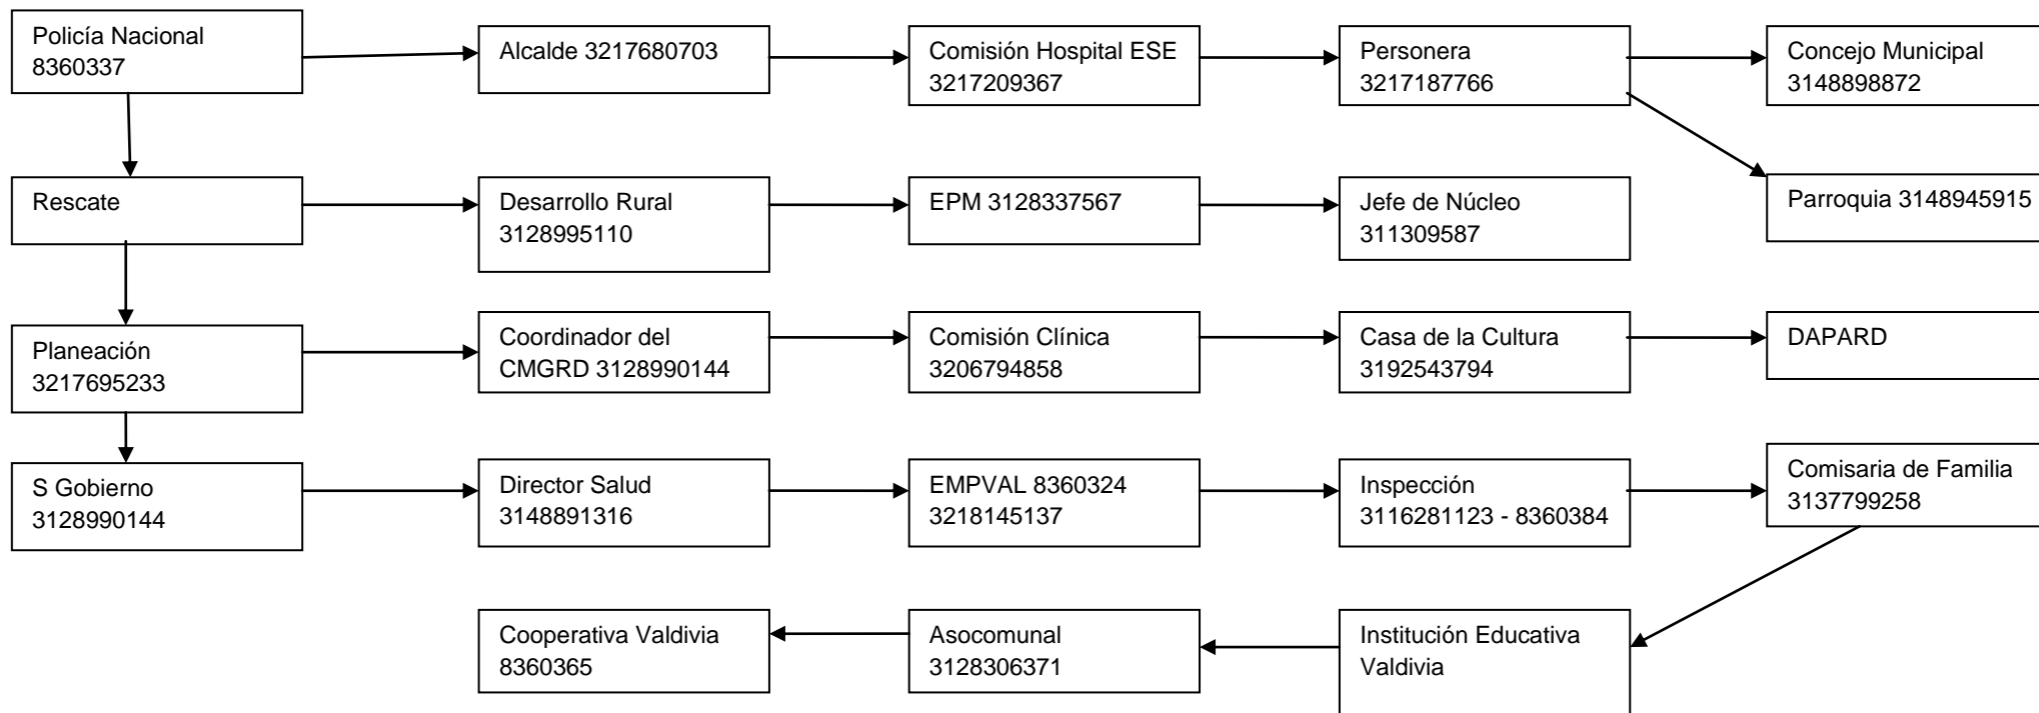 Policía Nacional
8360337
Alcalde 3217680703
Comisión Hospital ESE
3217209367
Personera
3217187766
Concejo Municipal
3148898872
Rescate
Desarrollo Rural
3128995110
EPM 3128337567
Jefe de Núcleo
311309587
Parroquia 3148945915
Planeación
3217695233
Coordinador del
CMGRD 3128990144
Comisión Clínica
3206794858
Casa de la Cultura
3192543794
DAPARD
S Gobierno
3128990144
Director Salud
3148891316
EMPVAL 8360324
3218145137
Inspección
3116281123 - 8360384
Comisaria de Familia
3137799258
Cooperativa Valdivia
8360365
Asocomunal
3128306371
Institución Educativa
Valdivia